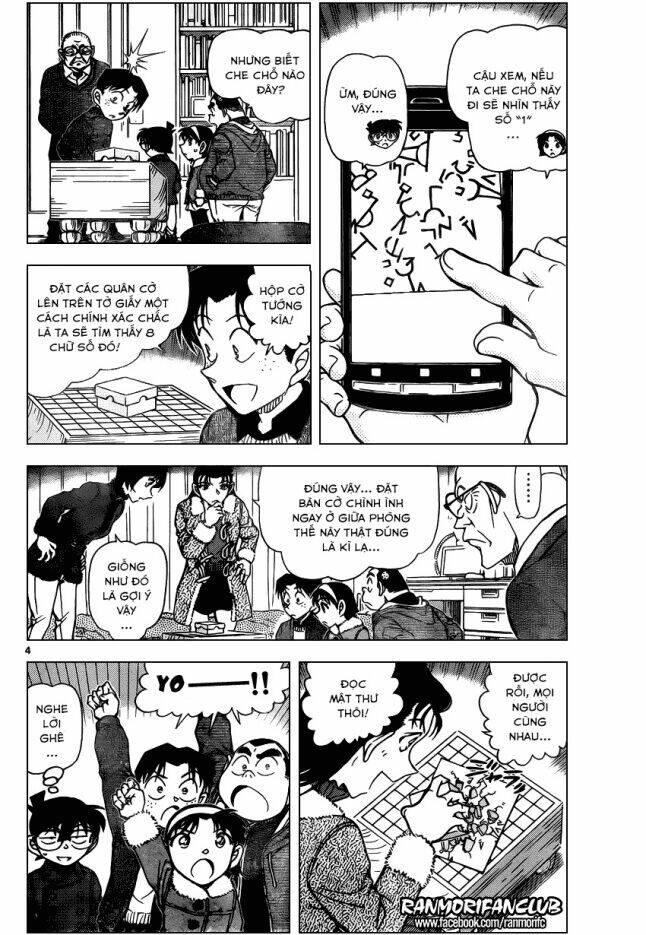 CẬU XEM, NẾU
TA CHE CHỖ NÀY
ĐI SẼ NHÌN THẤY
SỐ "1"
...
ỪM, ĐÚNG
VẬY...
NHƯNG BIẾT
CHE CHỖ NÀO
ĐÂY?
HỘP CỜ
TƯỚNG
KÌA!
ĐẶT CÁC QUÂN CỜ
LÊN TRÊN TỜ GIẤY MỘT
CÁCH CHÍNH XÁC CHẮC
LÀ TA SẼ TÌM THẤY 8
CHỮ SỐ ĐÓ!
......
ĐÚNG VẬY... ĐẶT
BÀN CỜ CHÌNH ÌNH
NGAY Ở GIỮA PHÒNG
THẾ NÀY THẬT ĐÚNG
LÀ KÌ LẠ...
GIỐNG
NHƯ ĐÓ
LÀ GỢI Ý
VẬY
...
4
ĐƯỢC
RỒI, MỌI
NGƯỜI
CÙNG
NHAU...
ĐỌC
MẬT THƯ
THÔI!
YO——!!
NGHE
LỜI
GHÊ
...
RANMORIFANCLUB
www.facebook.com/ranmorifc